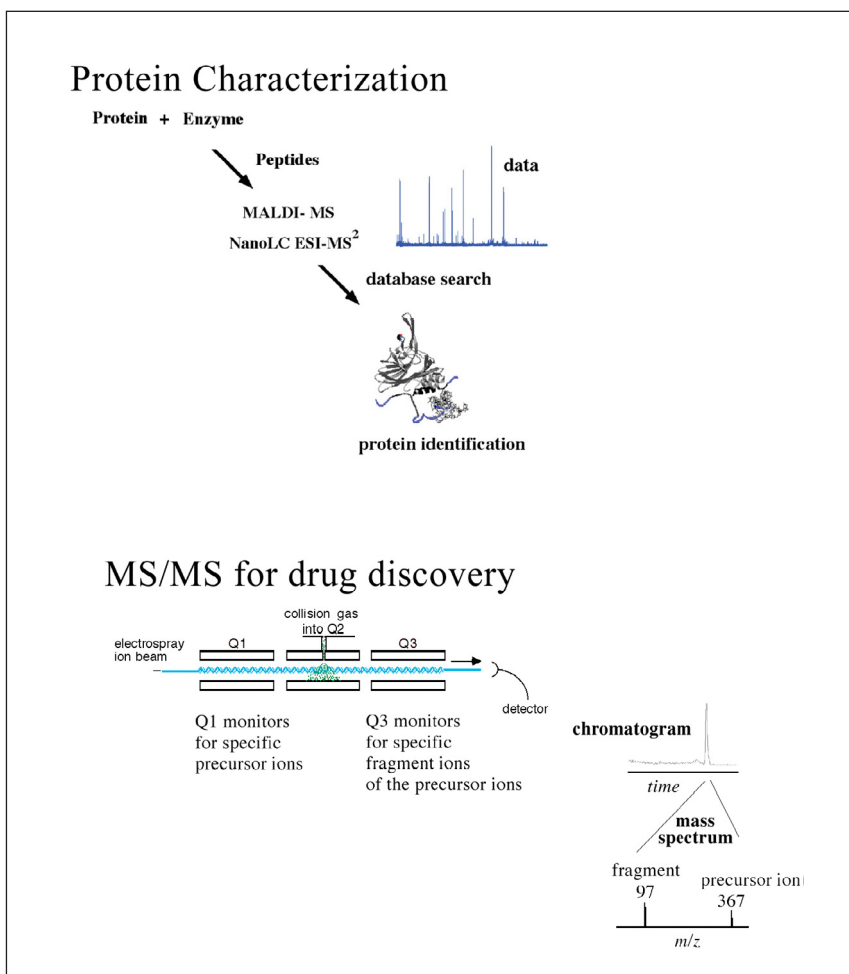 Protein Characterization
Protein + Enzyme
Peptides
MALDI- MS
NanoLC ESI-MS²
data
database search
protein identification
MS/MS for drug discovery
collision gas
into Q2
electrospray
ion beam
Q1
Q3
detector
Q1 monitors
for specific
precursor ions
Q3 monitors
for specific
fragment ions
of the precursor ions
chromatogram
time
mass
spectrum
fragment
97
precursor ion
367
m/z